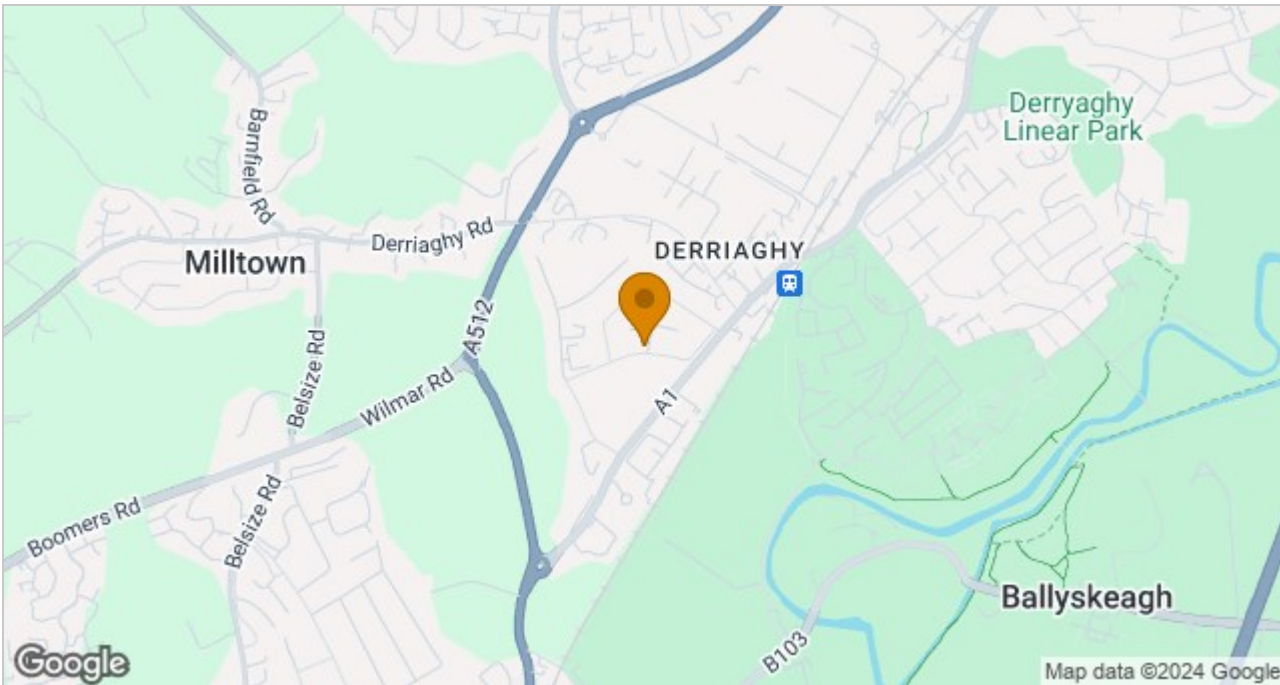 Derryaghy
Linear Park
Barnfield Rd
Derriaghy Rd
DERRIAGHY
Milltown
A512
Belsize Rd
Wilmar Rd
A1
Belsize Rd
Boomers Rd
Ballyskeagh
B103
Google
Map data ©2024 Google